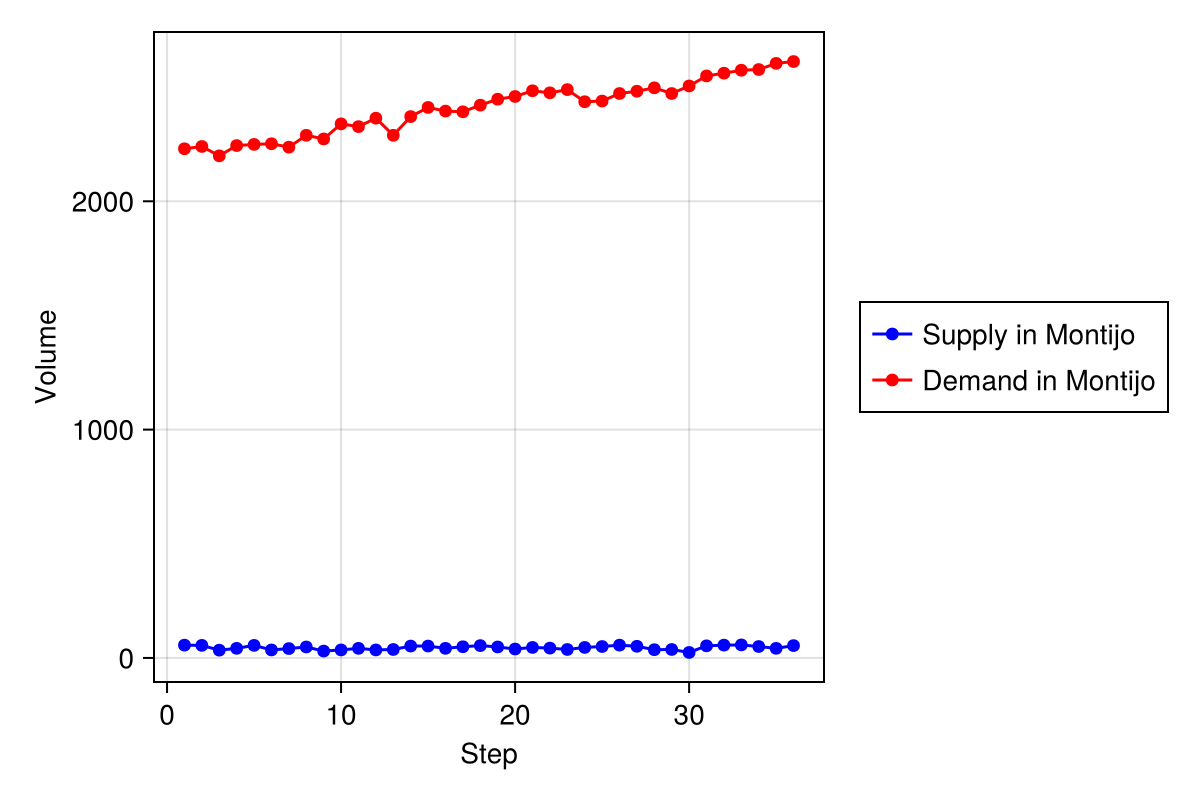 Volume
2000
1000
0
0 10 20 30
Step
Supply in Montijo
Demand in Montijo